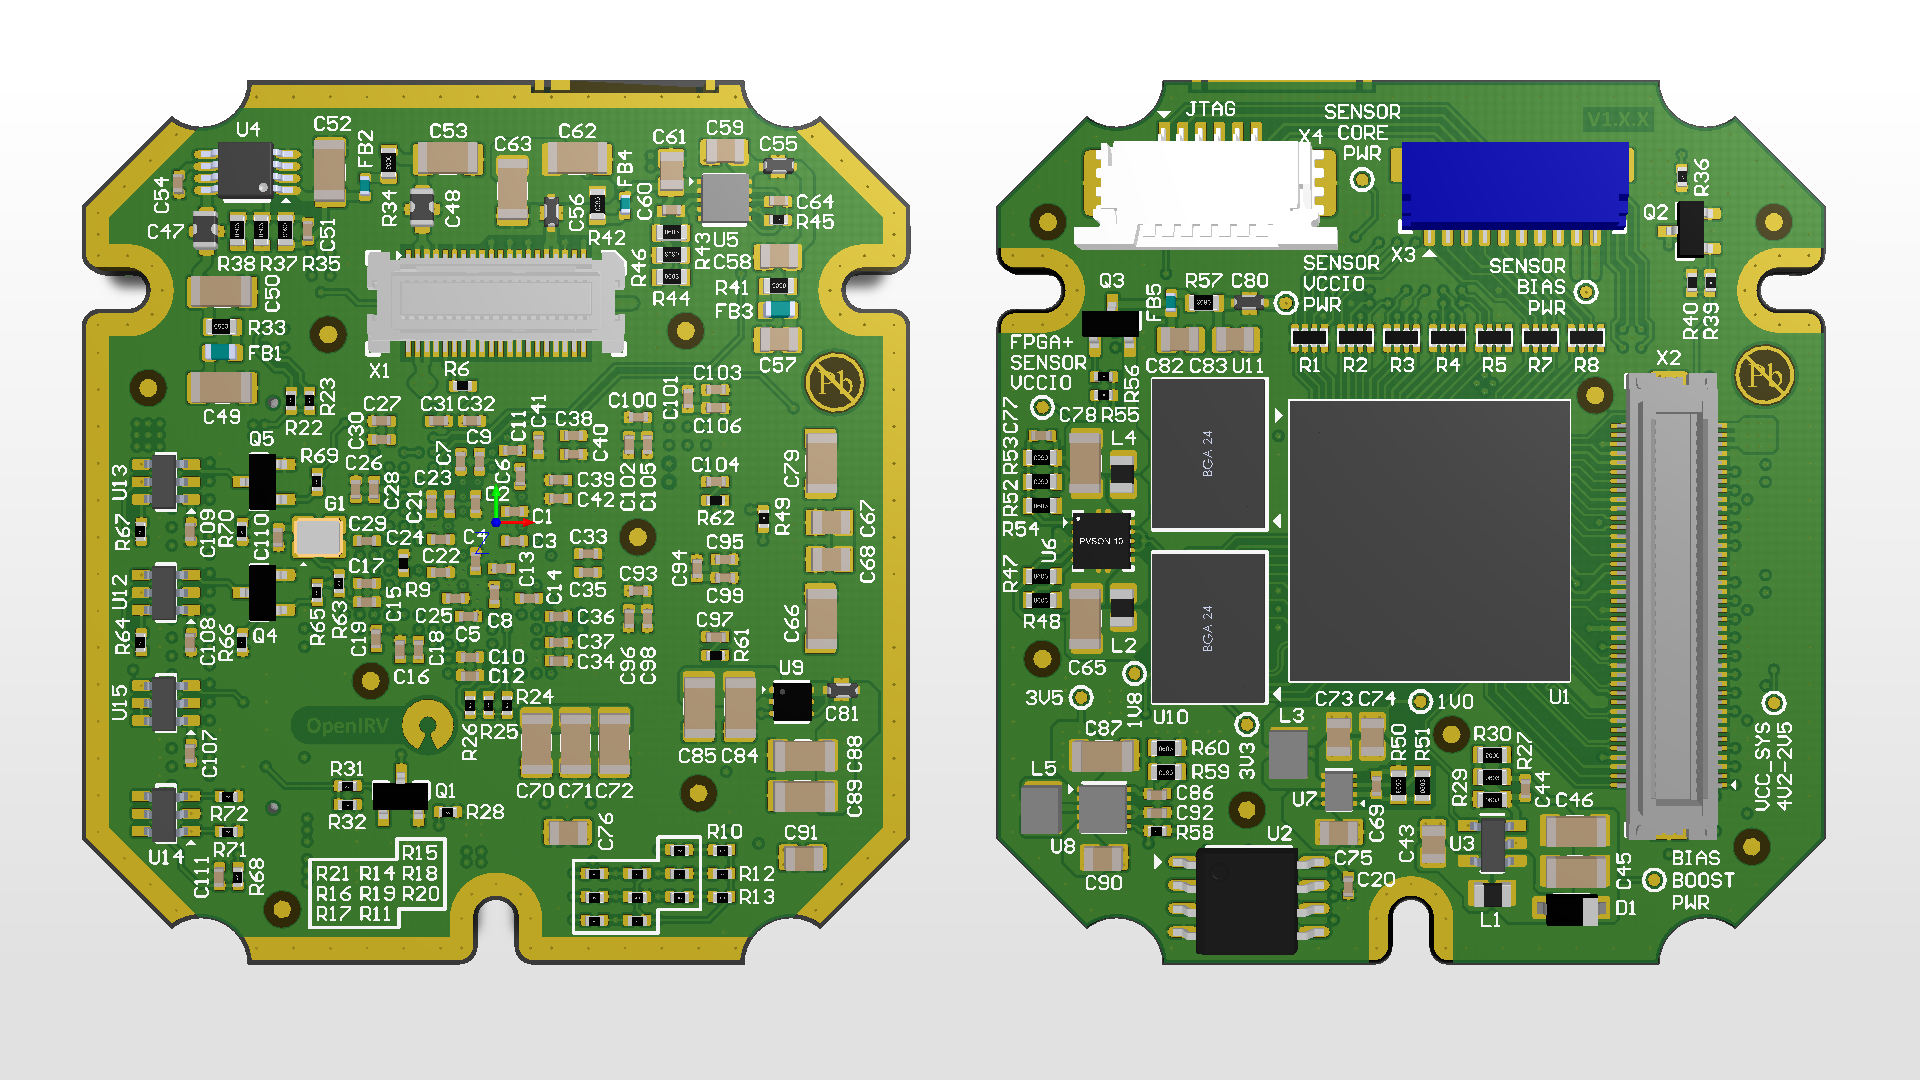 U4
C52
FB2
C53
C63
C62
FB4
C61
C59
C55
C54
R34
C48
C56
C60
C64
R45
C47
R38
R37
R35
C51
R42
R46
R43
U5
C58
R44
R41
FB3
C57
C50
R33
FB1
C49
X1
R6
R22
R23
C30
C27
C31
C32
C11
C41
C38
C40
C100
C101
C103
C106
Pb
Q5
R69
C26
C28
C7
C9
C6
C39
C42
C102
C105
C104
R62
R49
C79
C67
C68
U13
R67
C109
R70
C110
G1
C29
C23
C21
C24
C22
C2
C1
C3
Z
C33
C35
C94
C95
C99
C93
U12
R64
C108
R66
Q4
R65
R63
C17
C15
R9
C25
C5
C8
C13
C14
C36
C37
C34
C96
C98
C97
R61
C66
C19
C16
C18
C10
C12
U15
C107
OpenIRV
R26
R25
R24
C70
C71
C72
C85
C84
U9
C81
C88
C89
R31
R32
Q1
R28
C76
U14
R72
R71
C111
R68
R15
R21 R14 R18
R16 R19 R20
R17 R11
R10
R12
R13
C91
JTAG
X4
SENSOR
CORE
PWR
V1.X.X
R36
Q2
X3
R40
R39
SENSOR
VCCIO
PWR
SENSOR
BIAS
PWR
Q3
FB5
R57
C80
FPGA+
SENSOR
VCCIO
C82
C83
U11
R56
R1
R2
R3
R4
R5
R7
R8
X2
Pb
C77
C78
R55
R53
R52
R54
L4
BGA 24
U6
PVSON 10
R47
R48
L2
C65
BGA 24
3V5
1V8
U10
3V3
L3
C73
C74
1V0
U1
C87
R60
R59
L5
C86
C92
R58
U8
C90
U7
C69
R50
R51
R30
R29
R27
C44
C46
U2
C75
C20
C43
U3
C45
L1
D1
BIAS
BOOST
PWR
VCC_SYS
4V2-2V5